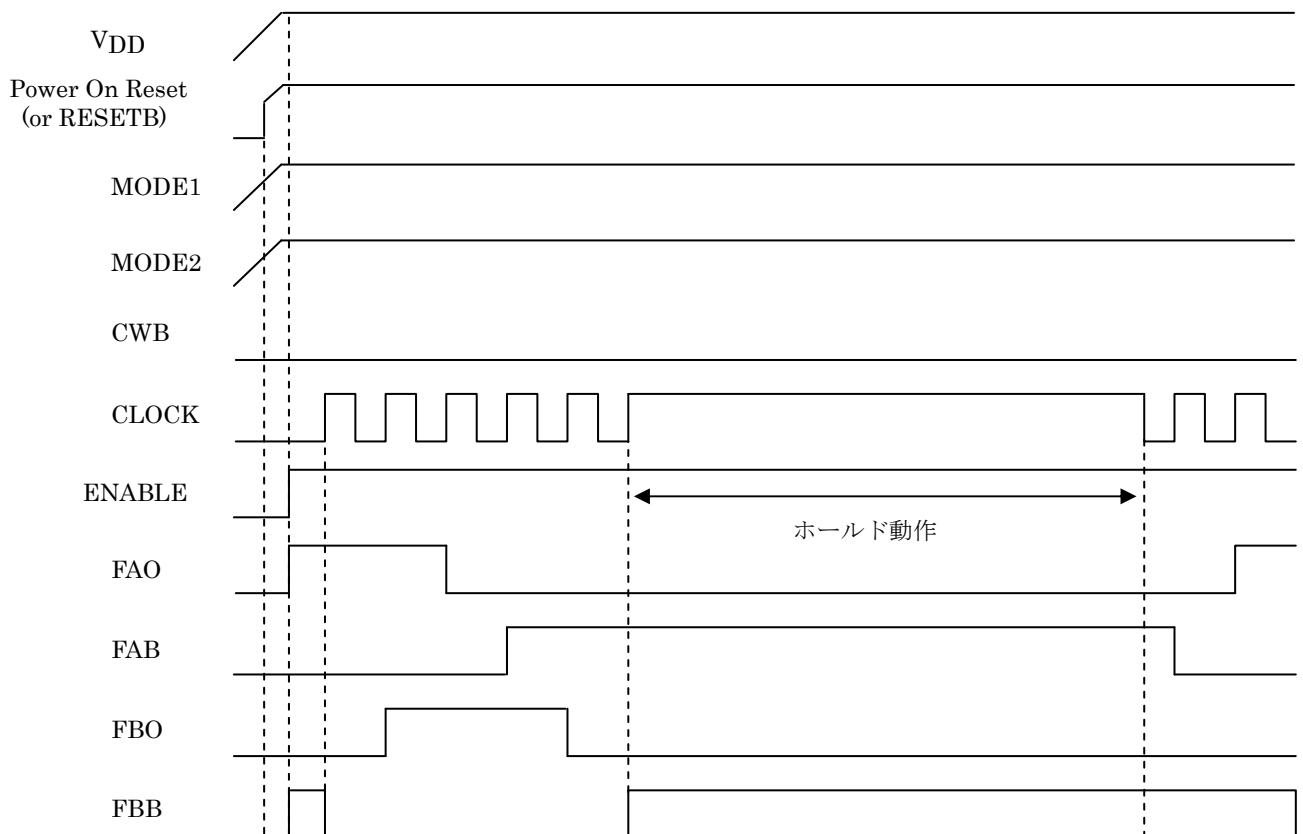 VDD
Power On Reset
(or RESETB)
MODE1
MODE2
CWB
CLOCK
ENABLE
ホールド動作
FAO
FAB
FBO
FBB